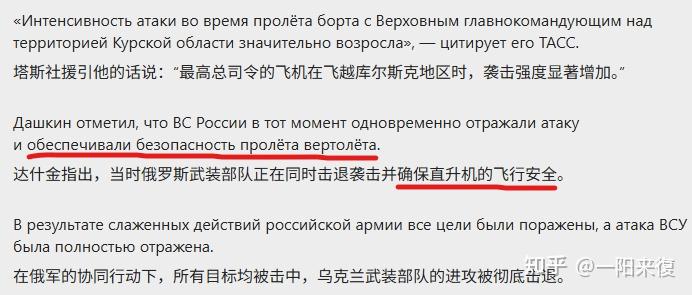 «Интенсивность атаки во время пролёта борта с Верховным главнокомандующим над
территорией Курской области значительно возросла», — цитирует его ТАСС.
塔斯社援引他的话说：“最高总司令的飞机在飞越库尔斯克地区时，袭击强度显著增加。”
Дашкин отметил, что ВС России в тот момент одновременно отражали атаку
и обеспечивали безопасность пролёта вертолёта.
达什金指出，当时俄罗斯武装部队正在同时击退袭击并确保直升机的飞行安全。
В результате слаженных действий российской армии все цели были поражены, а атака ВСУ
была полностью отражена.
在俄军的协同行动下，所有目标均被击中，乌克兰武装部队的进攻被彻底击退。
知乎 @一阳来復